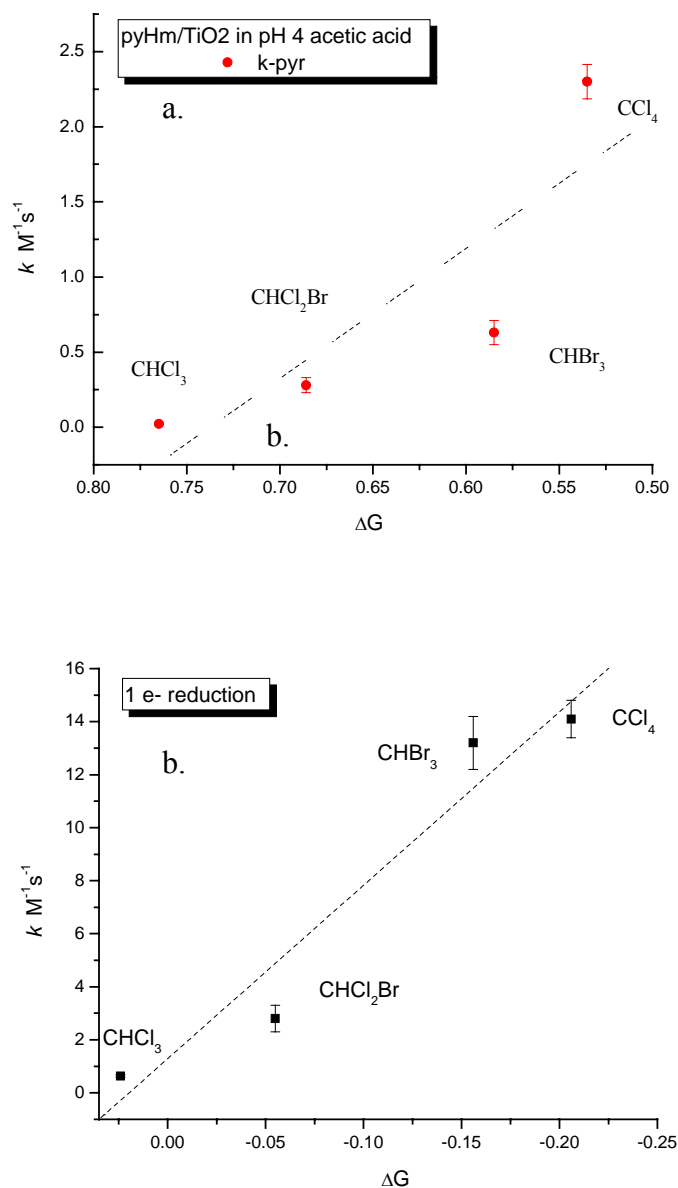 pyHm/TiO2 in pH 4 acetic acid
k-pyr
a.
2.5
2.0
1.5
1.0
0.5
0.0
k M⁻¹s⁻¹
CCl₄
CHCl₂Br
CHBr₃
CHCl₃
b.
0.80 0.75 0.70 0.65 0.60 0.55 0.50
ΔG
1 e- reduction
b.
16
14
12
10
8
6
4
2
0
k M⁻¹s⁻¹
CCl₄
CHBr₃
CHCl₂Br
CHCl₃
0.00 -0.05 -0.10 -0.15 -0.20 -0.25
ΔG